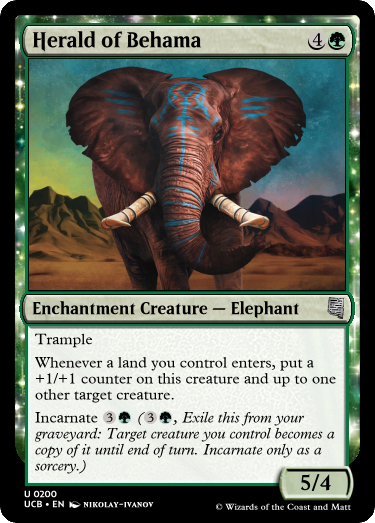 Herald of Behama 4
Enchantment Creature — Elephant
Trample
Whenever a land you control enters, put a
+1/+1 counter on this creature and up to one
other target creature.
Incarnate 3 (3, Exile this from your
graveyard: Target creature you control becomes a
copy of it until end of turn. Incarnate only as a
sorcery.)
5/4
U 0200
UCB • EN NIKOLAY-IVANOV
© Wizards of the Coast and Matt